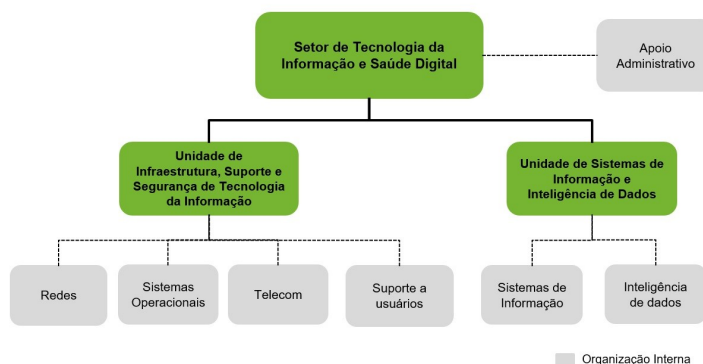 Setor de Tecnologia da
Informação e Saúde Digital
Apoio
Administrativo
Unidade de
Infraestrutura, Suporte e
Segurança de Tecnologia
da Informação
Unidade de Sistemas de
Informação e
Inteligência de Dados
Redes
Sistemas
Operacionais
Telecom
Suporte a
usuários
Sistemas de
Informação
Inteligência
de dados
Organização Interna